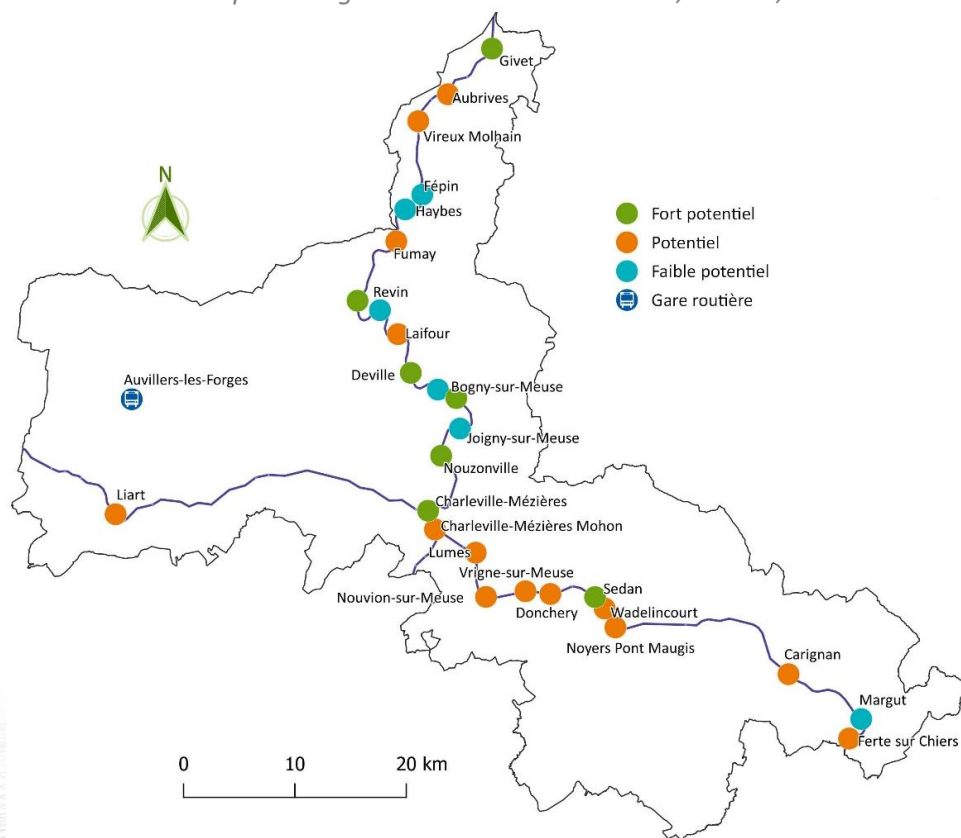 Givet
Aubrives
Vireux Molhain
Fépin
Haybes
N
Fort potentiel
Potentiel
Faible potentiel
Gare routière
Fumay
Revin
Laifour
Deville
Auvillers-les-Forges
Bogny-sur-Meuse
Joigny-sur-Meuse
Nouzonville
Liart
Charleville-Mézières
Charleville-Mézières Mohon
Lumes
Vrigne-sur-Meuse
Nouvion-sur-Meuse
Sedan
Donchery
Wadelincourt
Noyers Pont Maugis
Carignan
Margut
Ferte sur Chiers
0 10 20 km